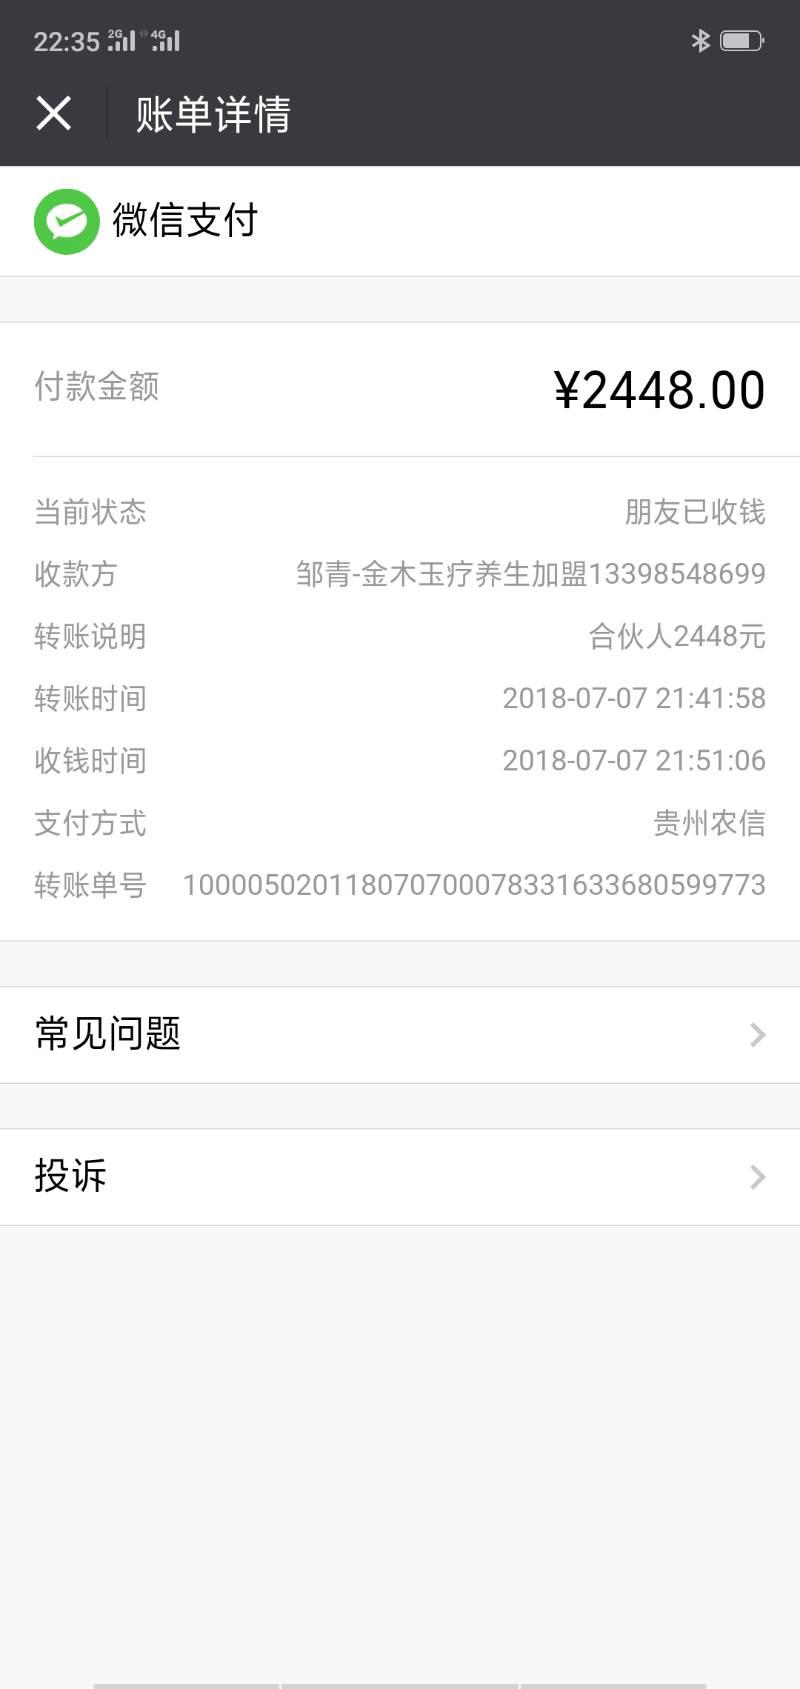 22:35 2G 4G
账单详情
微信支付
付款金额 ¥2448.00
当前状态 朋友已收钱
收款方 邹青-金木玉疗养生加盟13398548699
转账说明 合伙人2448元
转账时间 2018-07-07 21:41:58
收钱时间 2018-07-07 21:51:06
支付方式 贵州农信
转账单号 1000050201180707000783316336805​99773
常见问题
投诉